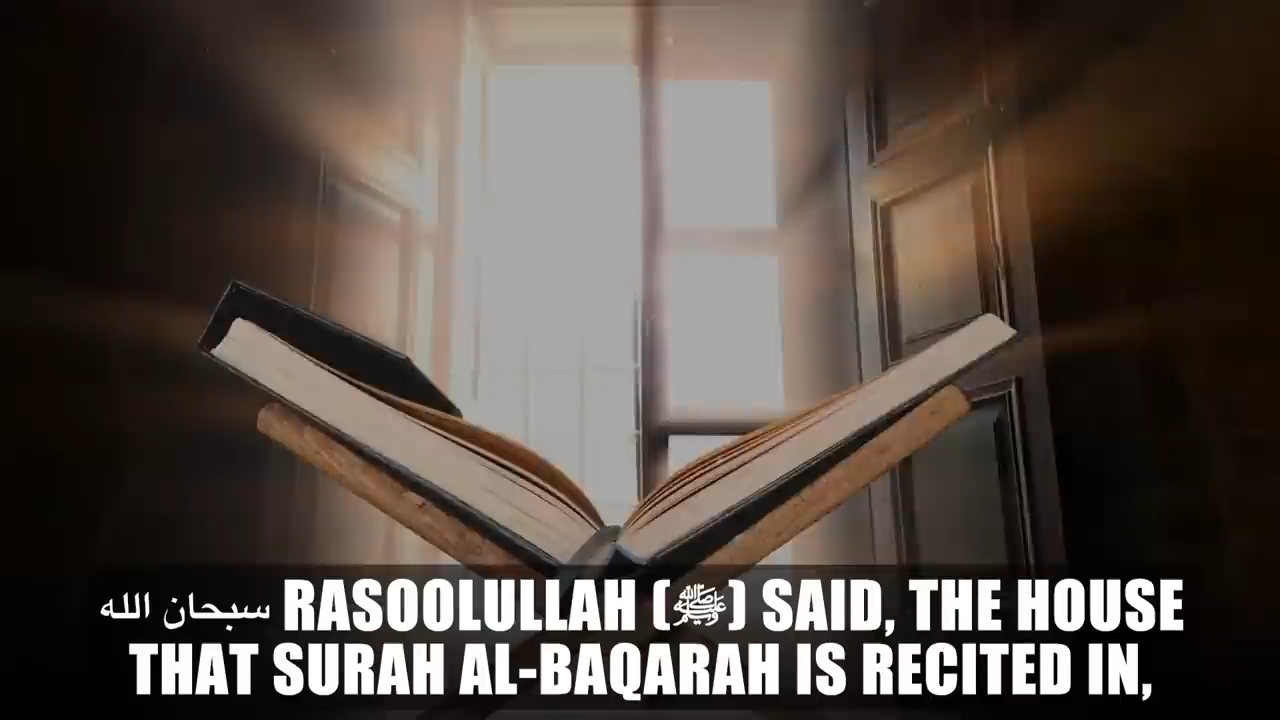 سبحان الله RASOOLULLAH (ﷺ) SAID, THE HOUSE
THAT SURAH AL-BAQARAH IS RECITED IN,